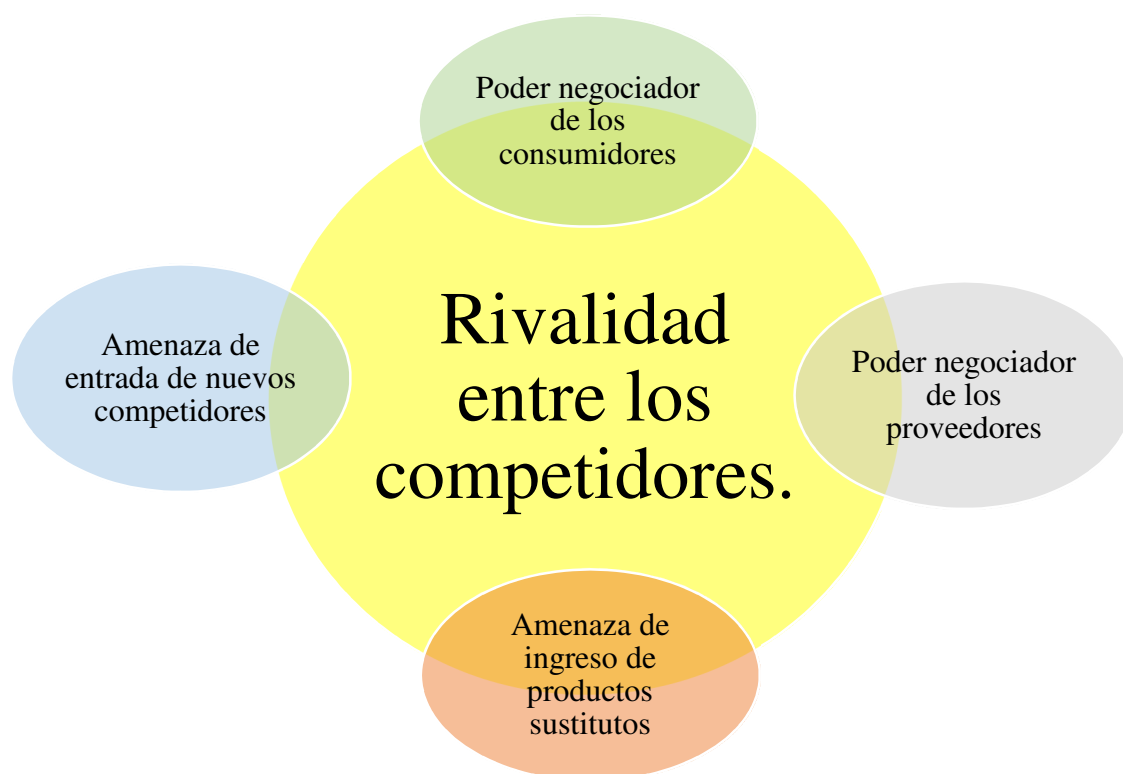 Poder negociador
de los
consumidores
Amenaza de
entrada de nuevos
competidores
Rivalidad
entre los
competidores.
Poder negociador
de los
proveedores
Amenaza de
ingreso de
productos
sustitutos